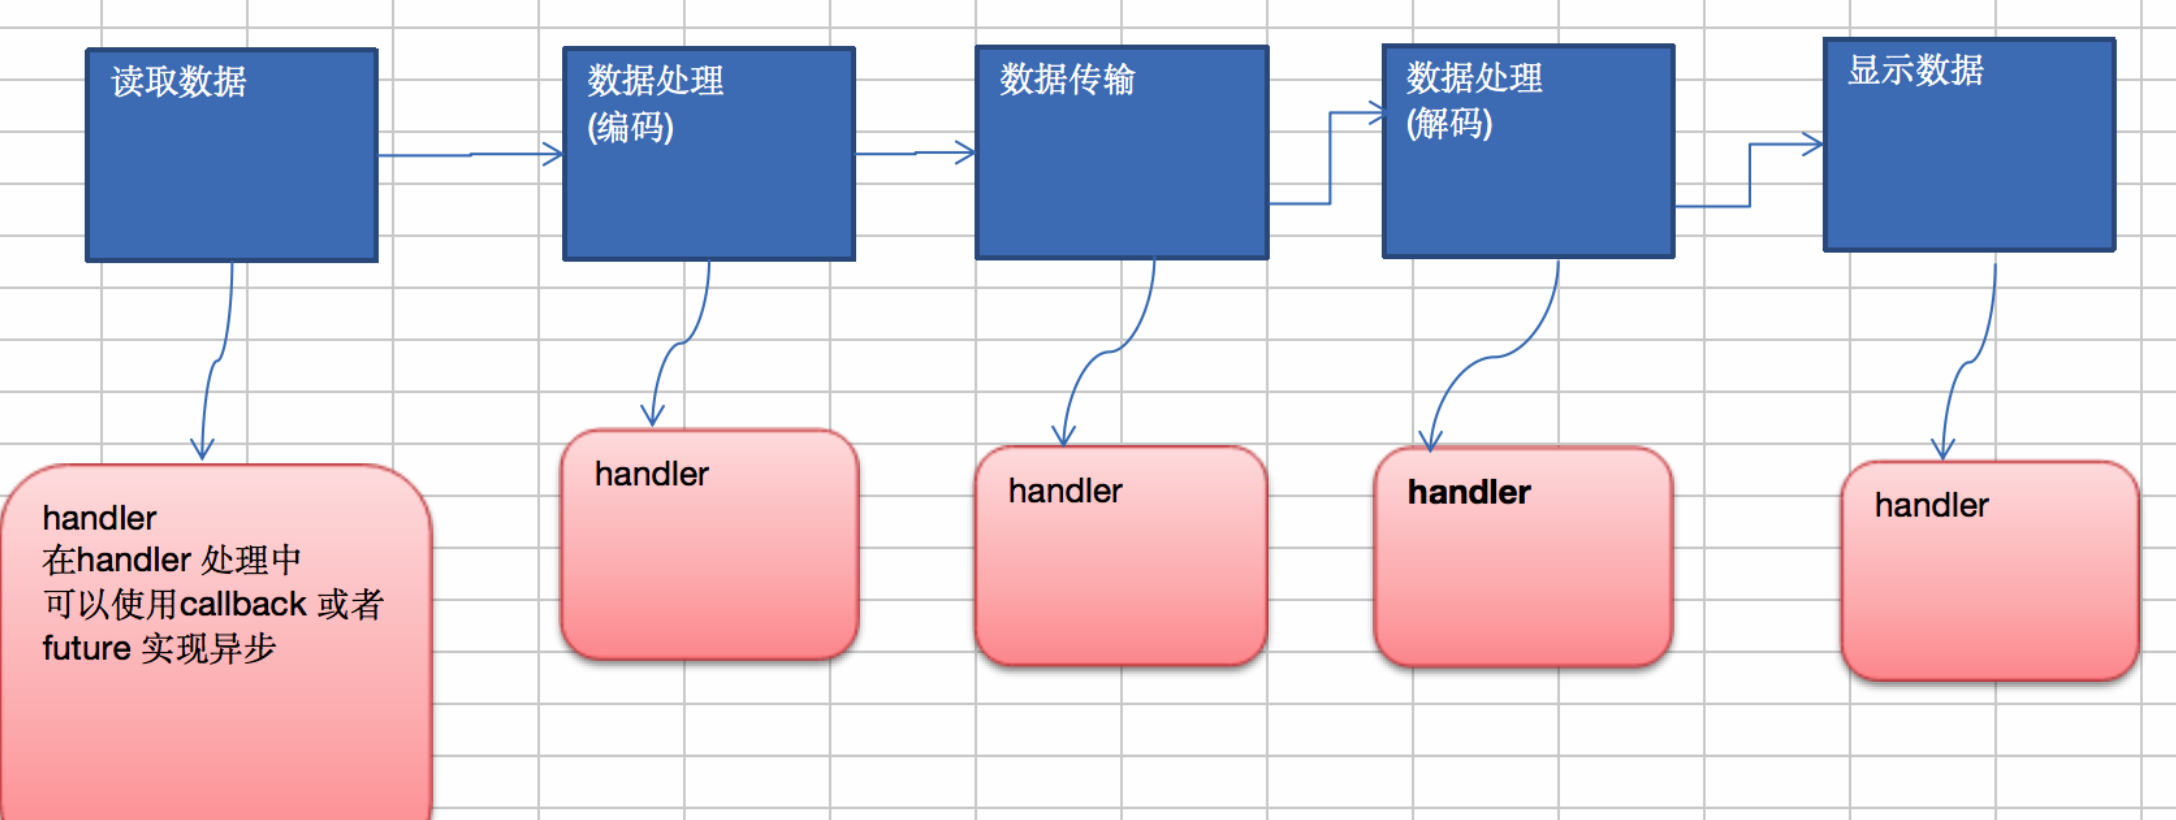 读取数据
数据处理
(编码)
数据传输
数据处理
(解码)
显示数据
handler
在handler 处理中
可以使用callback 或者
future 实现异步
handler
handler
handler
handler